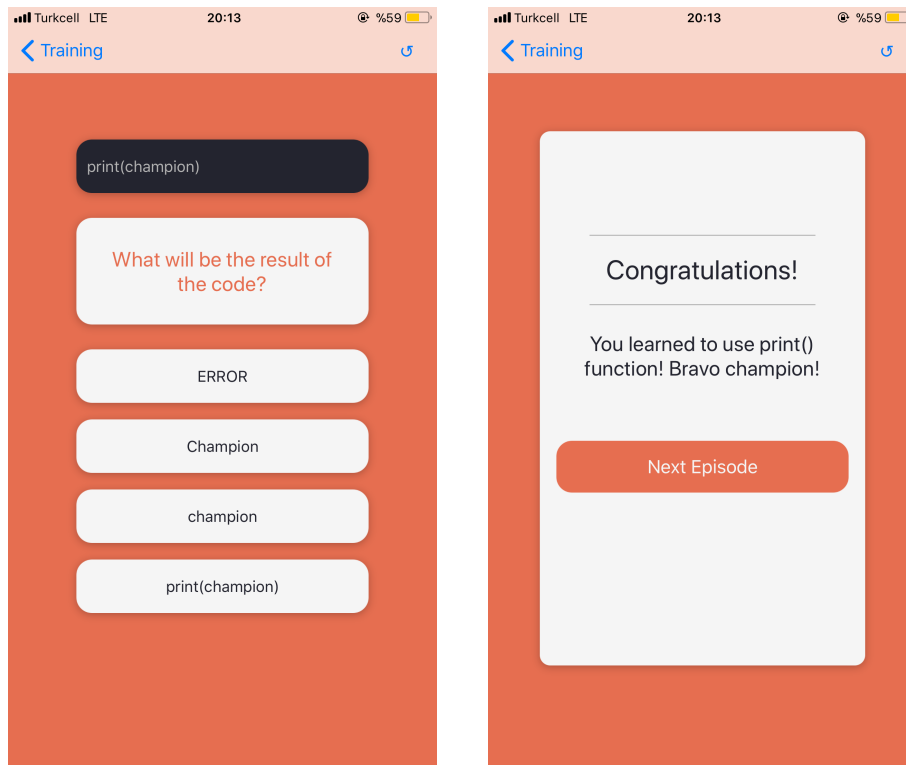 Turkcell LTE 20:13 %59
Training
print(champion)
What will be the result of
the code?
ERROR
Champion
champion
print(champion)
Turkcell LTE 20:13 %59
Training
Congratulations!
You learned to use print()
function! Bravo champion!
Next Episode